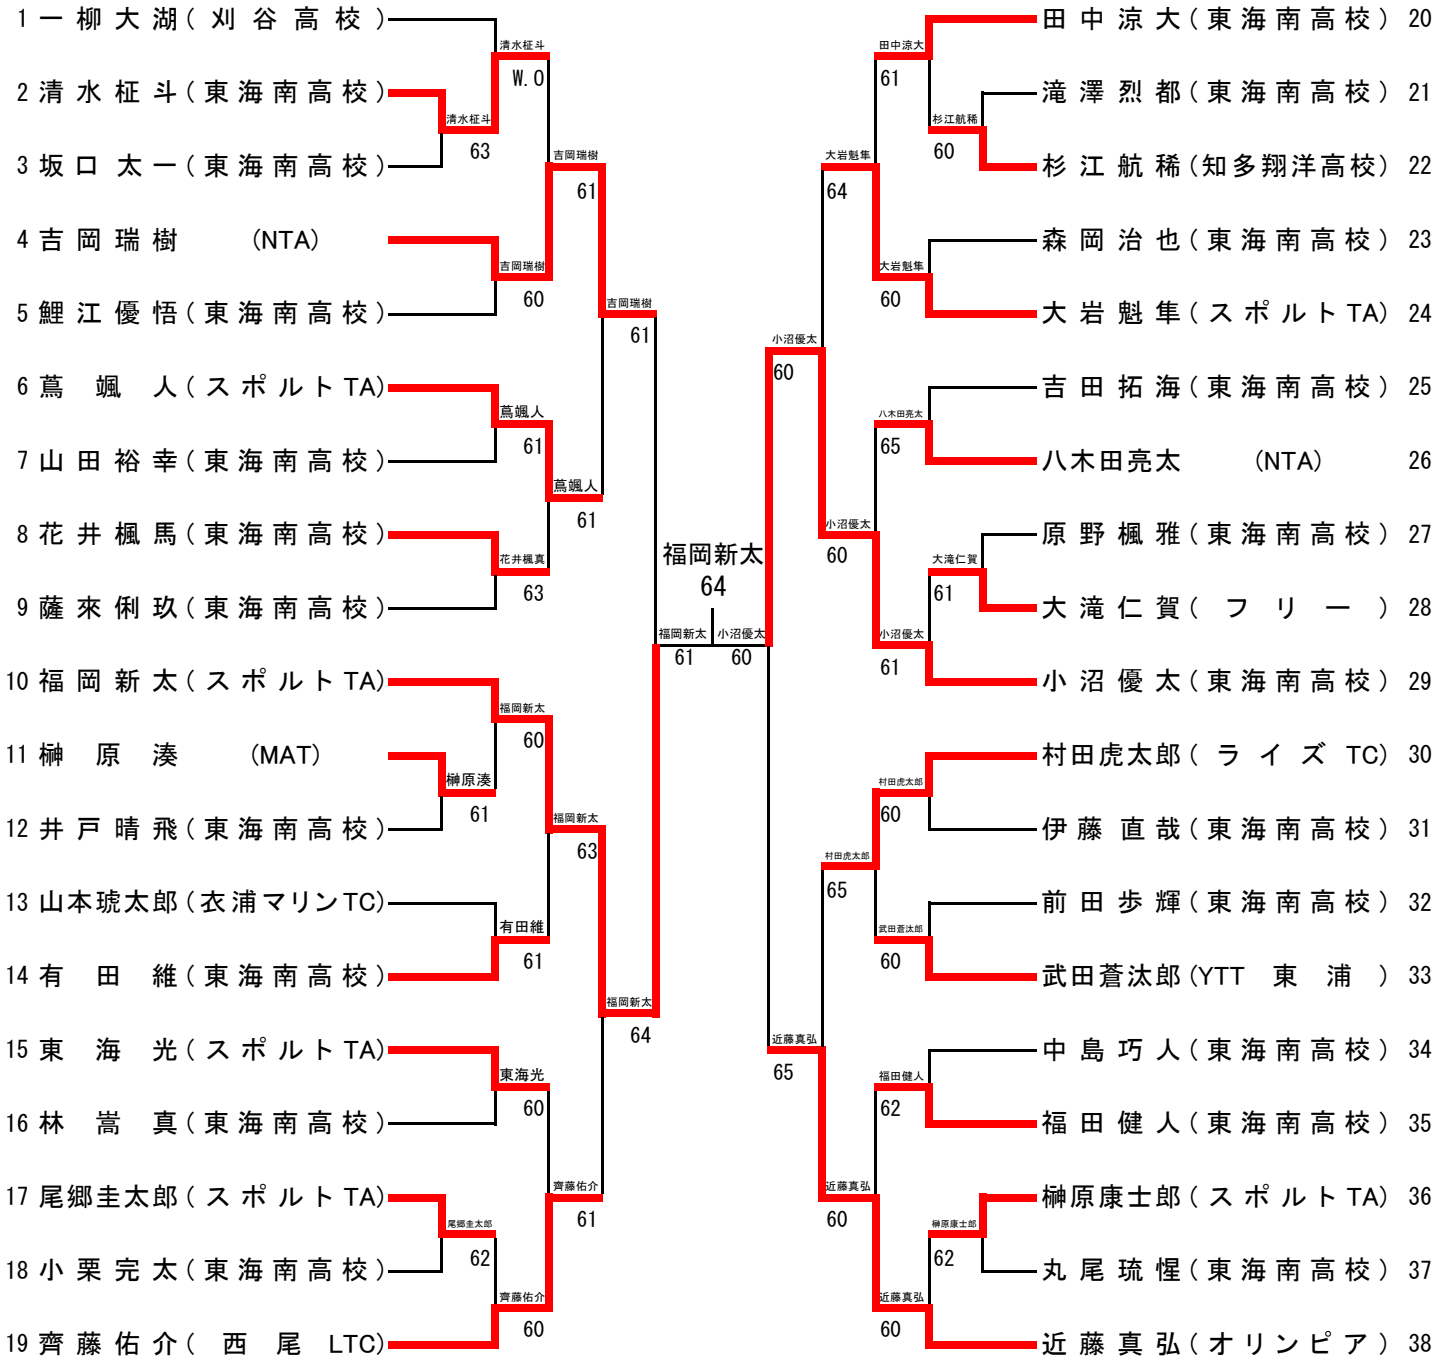 1 一柳大湖(刈谷高校)
清水柾斗
W.O
2 清水柾斗(東海南高校)
清水柾斗
63
3 坂口太一(東海南高校)
吉岡瑞樹
61
4 吉岡瑞樹 (NTA)
吉岡瑞樹
60
5 鯉江優悟(東海南高校)
吉岡瑞樹
61
6 蔦颯人(スポルトTA)
蔦颯人
61
7 山田裕幸(東海南高校)
蔦颯人
61
8 花井楓馬(東海南高校)
花井楓真
63
9 薩來俐玖(東海南高校)
福岡新太
64
福岡新太 小沼優太
61 60
10 福岡新太(スポルトTA)
福岡新太
60
11 榊原湊 (MAT)
榊原湊
61
12 井戸晴飛(東海南高校)
福岡新太
63
13 山本琥太郎(衣浦マリンTC)
有田維
61
14 有田維(東海南高校)
福岡新太
64
15 東海光(スポルトTA)
東海光
60
16 林嵩真(東海南高校)
17 尾郷圭太郎(スポルトTA)
齊藤佑介
61
尾郷圭太郎
62
18 小栗完太(東海南高校)
齊藤佑介
60
19 齊藤佑介(西尾LTC)
田中涼大(東海南高校) 20
田中涼大
61
滝澤烈都(東海南高校) 21
杉江航稀
60
杉江航稀(知多翔洋高校) 22
大岩魁隼
64
森岡治也(東海南高校) 23
大岩魁隼
60
大岩魁隼(スポルトTA) 24
小沼優太
60
吉田拓海(東海南高校) 25
八木田亮太
65
八木田亮太 (NTA) 26
原野楓雅(東海南高校) 27
小沼優太
60
大滝仁賀
61
大滝仁賀(フリー) 28
小沼優太
61
小沼優太(東海南高校) 29
村田虎太郎(ライズTC) 30
村田虎太郎
60
伊藤直哉(東海南高校) 31
村田虎太郎
65
前田歩輝(東海南高校) 32
武田蒼汰郎
60
武田蒼汰郎(YTT東浦) 33
近藤真弘
65
中島巧人(東海南高校) 34
福田健人
62
福田健人(東海南高校) 35
近藤真弘
60
榊原康士郎(スポルトTA) 36
榊原康士郎
62
丸尾琉惺(東海南高校) 37
近藤真弘
60
近藤真弘(オリンピア) 38